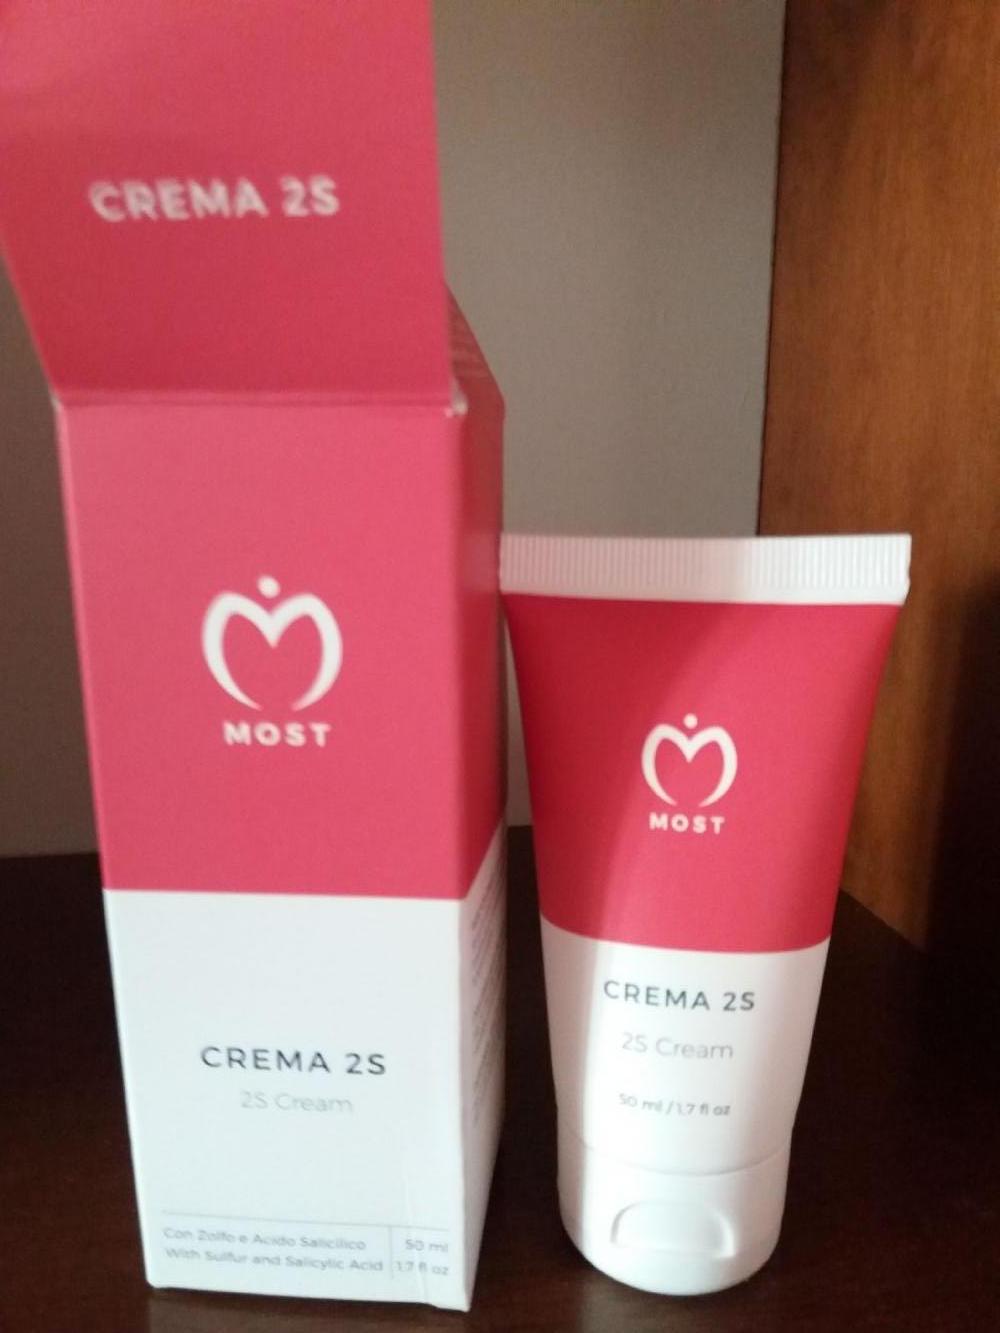 CREMA 2S
MOST
CREMA 2S
2S Cream
Con Zolfo e Acido Salicilico
With Sulfur and Salicylic Acid
50 ml
1.7 fl oz
MOST
CREMA 2S
2S Cream
50 ml / 1.7 fl oz